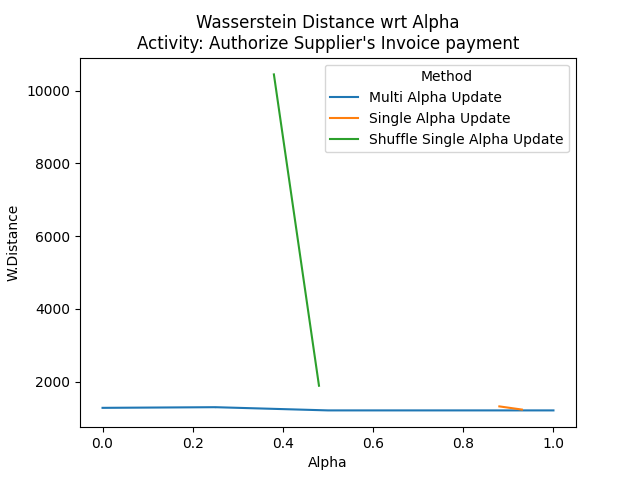 Wasserstein Distance wrt Alpha
Activity: Authorize Supplier's Invoice payment
Method
Multi Alpha Update
Single Alpha Update
Shuffle Single Alpha Update
W.Distance
10000
8000
6000
4000
2000
0.0 0.2 0.4 0.6 0.8 1.0
Alpha